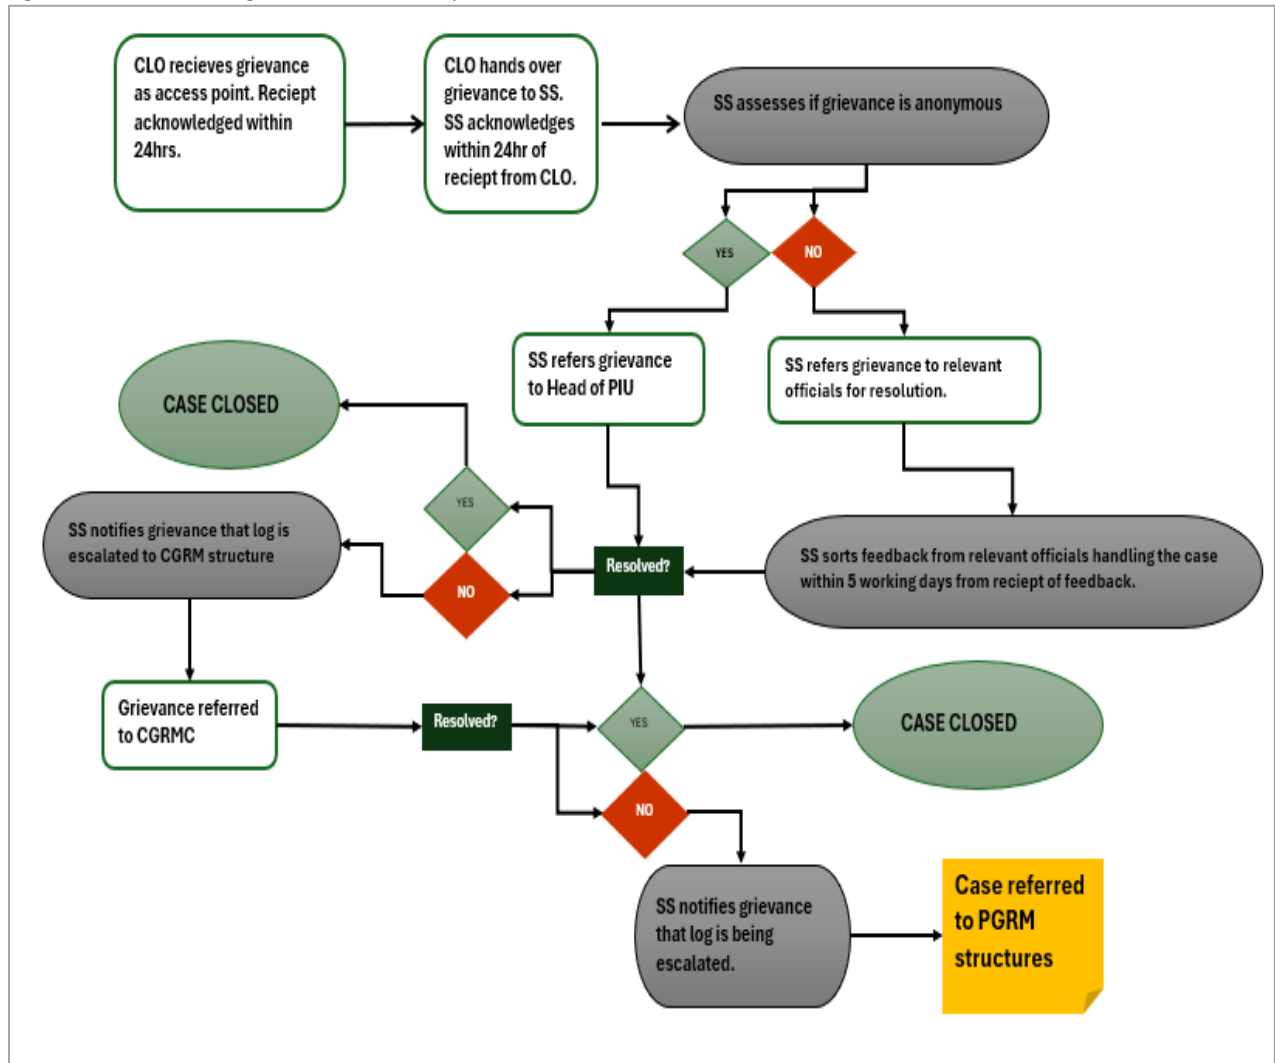 CLO recieves grievance
as access point. Reciept
acknowledged within
24hrs.
CLO hands over
grievance to SS.
SS acknowledges
within 24hr of
reciept from CLO.
SS assesses if grievance is anonymous
YES
NO
SS refers grievance
to Head of PIU
SS refers grievance to relevant
officials for resolution.
CASE CLOSED
YES
SS notifies grievance that log is
escalated to CGRM structure
NO
Resolved?
SS sorts feedback from relevant officials handling the case
within 5 working days from reciept of feedback.
Grievance referred
to CGRMC
Resolved?
YES
CASE CLOSED
NO
SS notifies grievance
that log is being
escalated.
Case referred
to PGRM
structures